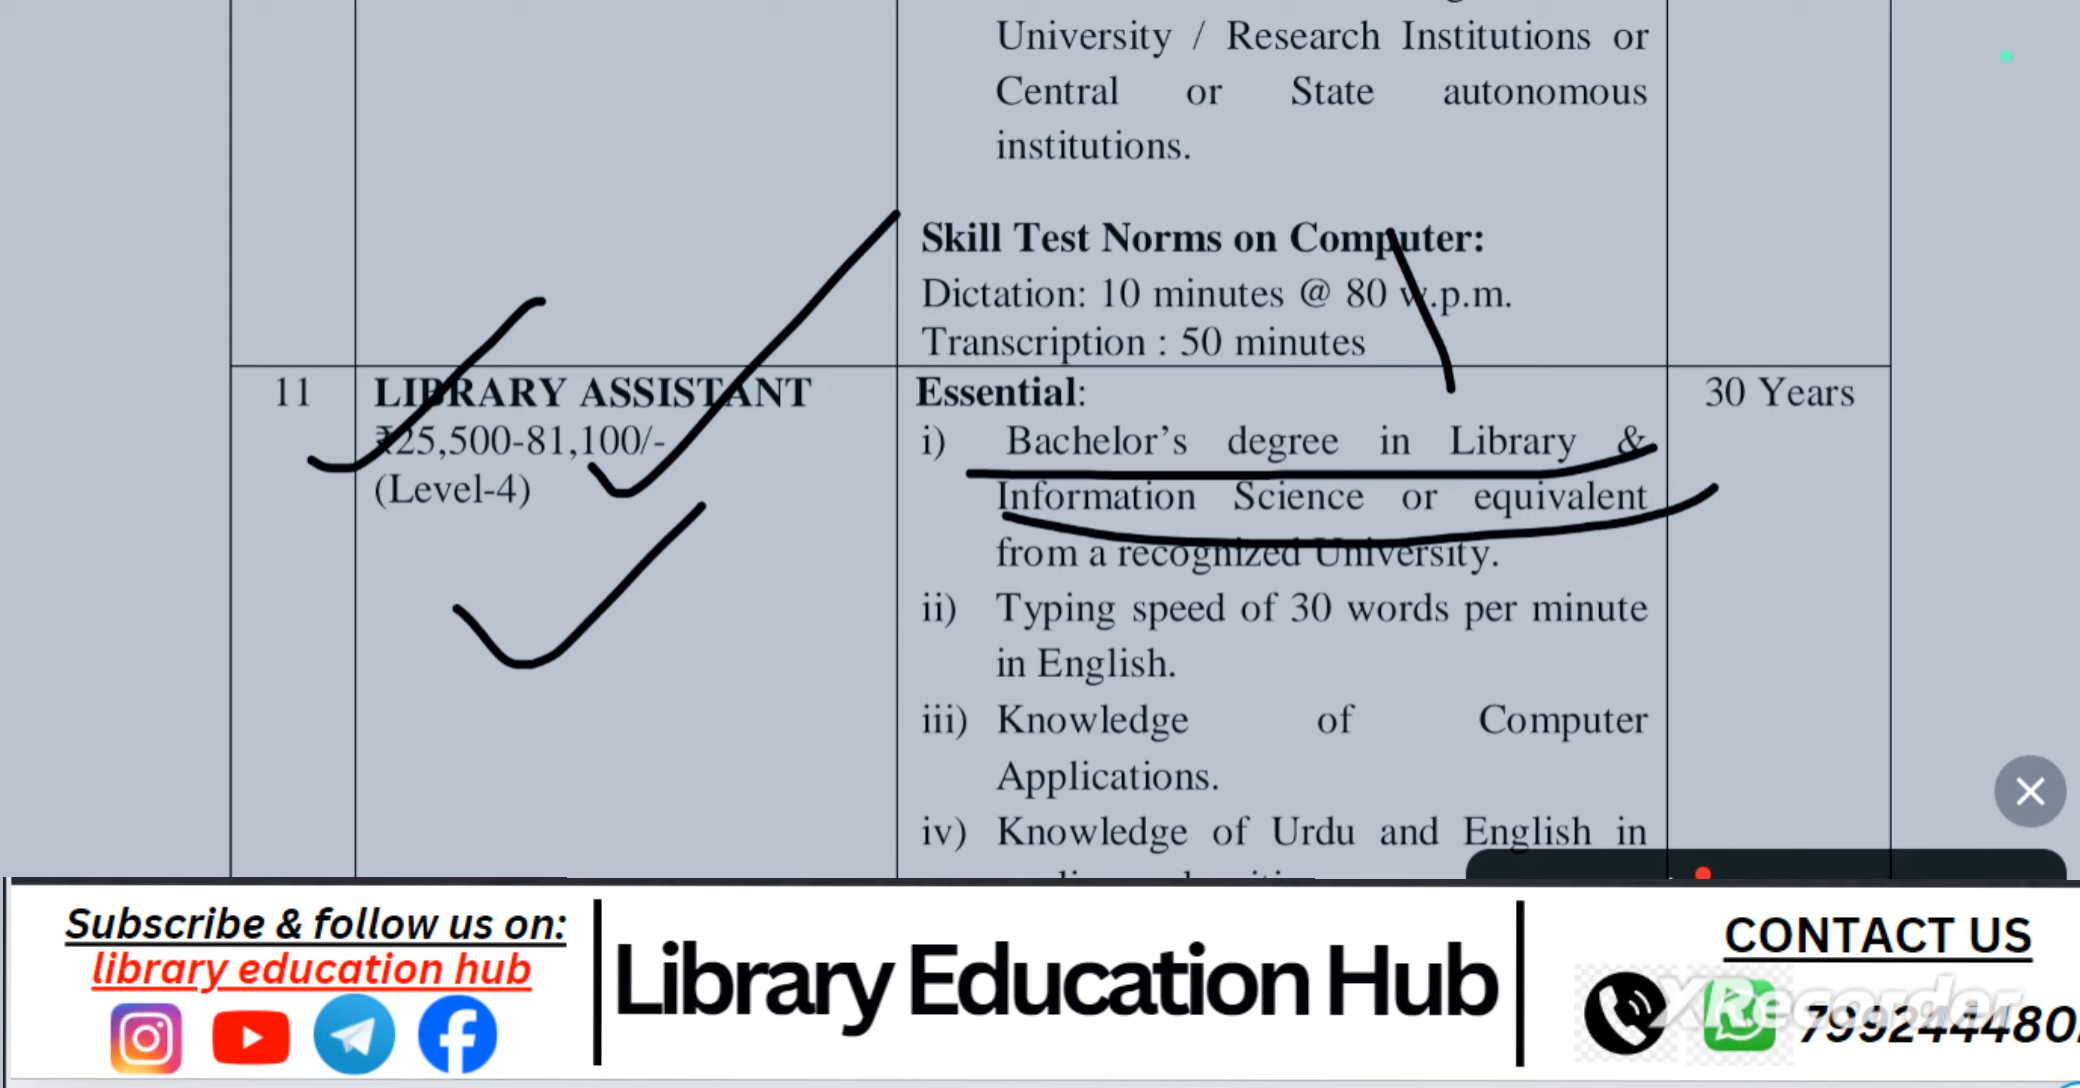 University / Research Institutions or
Central or State autonomous
institutions.
Skill Test Norms on Computer:
Dictation: 10 minutes @ 80 w.p.m.
Transcription : 50 minutes
11
LIBRARY ASSISTANT
₹25,500-81,100/-
(Level-4)
Essential:
i) Bachelor's degree in Library &
Information Science or equivalent
from a recognized University.
ii) Typing speed of 30 words per minute
in English.
iii) Knowledge of Computer
Applications.
iv) Knowledge of Urdu and English in
30 Years
Subscribe & follow us on:
library education hub
Library Education Hub
CONTACT US
XRecorder